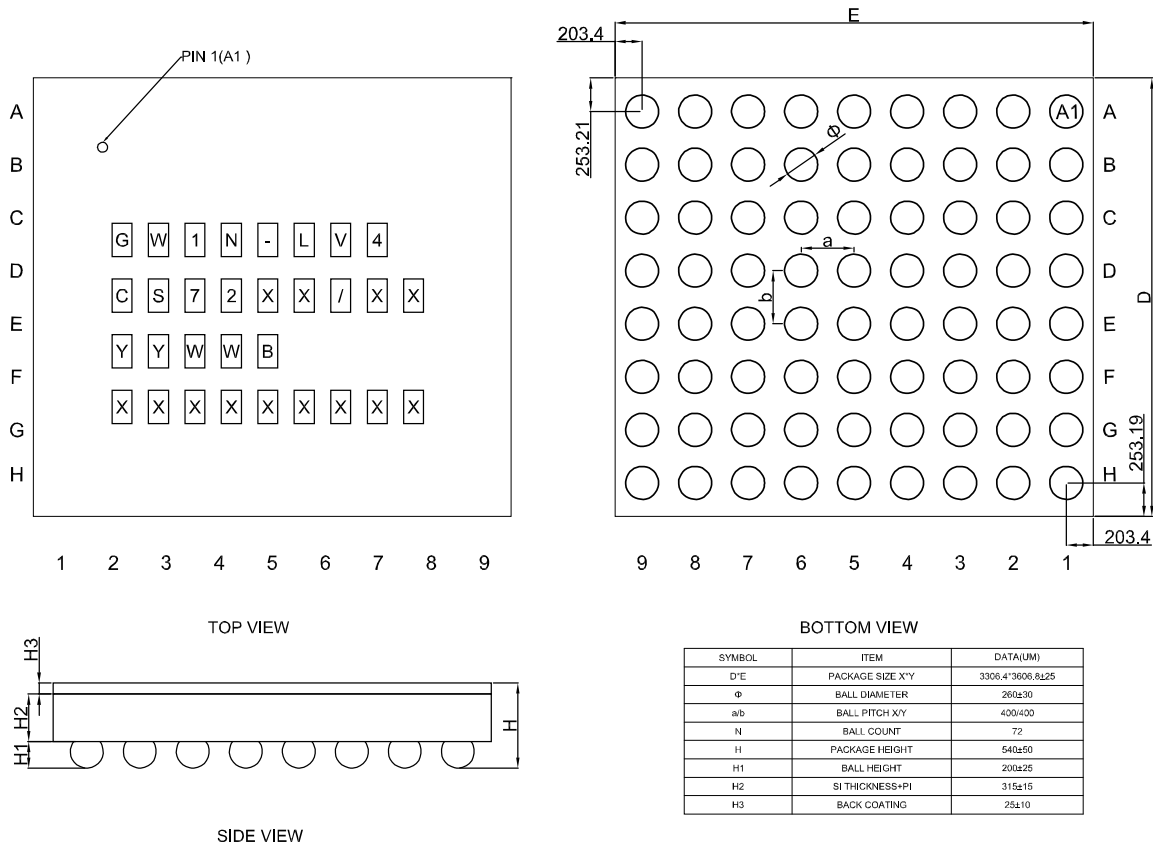 PIN 1(A1 )
A
B
C
D
E
F
G
H
G W 1 N - L V 4
C S 7 2 X X / X X
Y Y W W B
X X X X X X X X X
1 2 3 4 5 6 7 8 9
TOP VIEW
E
203.4
253.21
A1
Φ
a
b
A
B
C
D
E
F
G
H
D
253.19
203.4
9 8 7 6 5 4 3 2 1
BOTTOM VIEW
H3
H2
H1
H
SIDE VIEW
SYMBOL ITEM DATA(UM)
D*E PACKAGE SIZE X*Y 3306.4*3606.8±25
Φ BALL DIAMETER 260±30
a/b BALL PITCH X/Y 400/400
N BALL COUNT 72
H PACKAGE HEIGHT 540±50
H1 BALL HEIGHT 200±25
H2 SI THICKNESS+PI 315±15
H3 BACK COATING 25±10